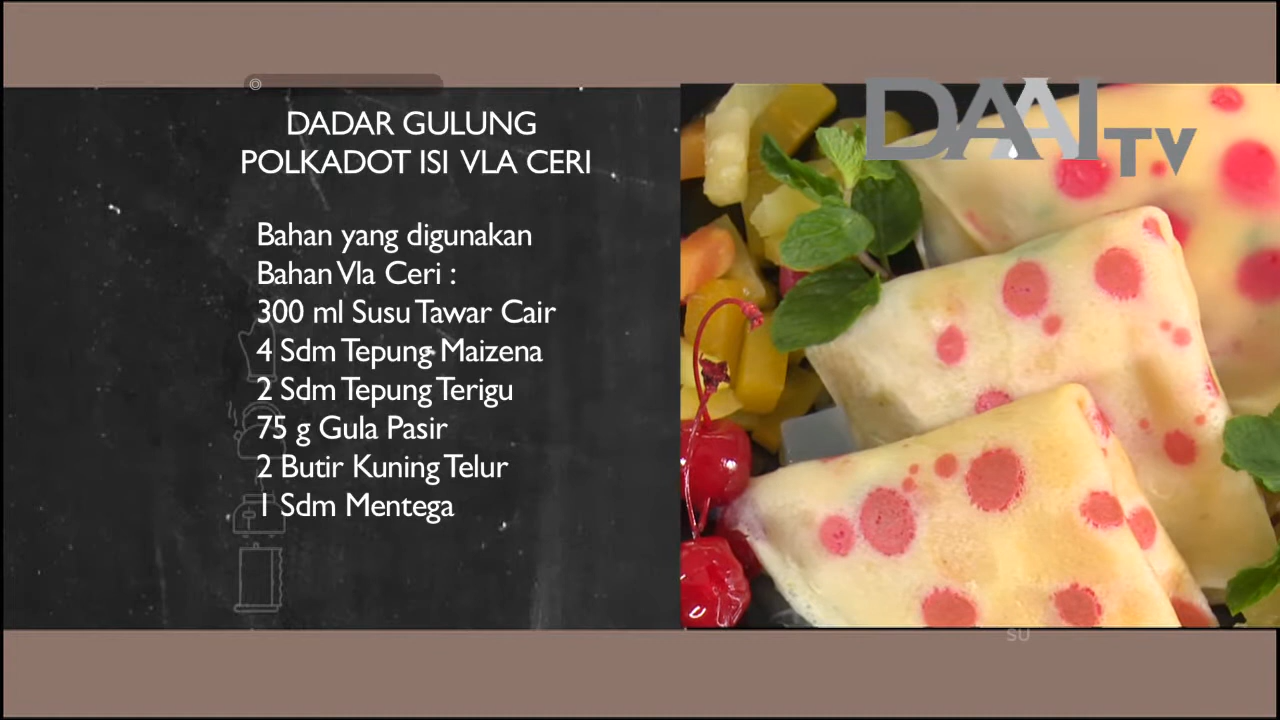 DAAI TV
DADAR GULUNG
POLKADOT ISI VLA CERI
Bahan yang digunakan
Bahan Vla Ceri :
300 ml Susu Tawar Cair
4 Sdm Tepung Maizena
2 Sdm Tepung Terigu
75 g Gula Pasir
2 Butir Kuning Telur
1 Sdm Mentega
SU